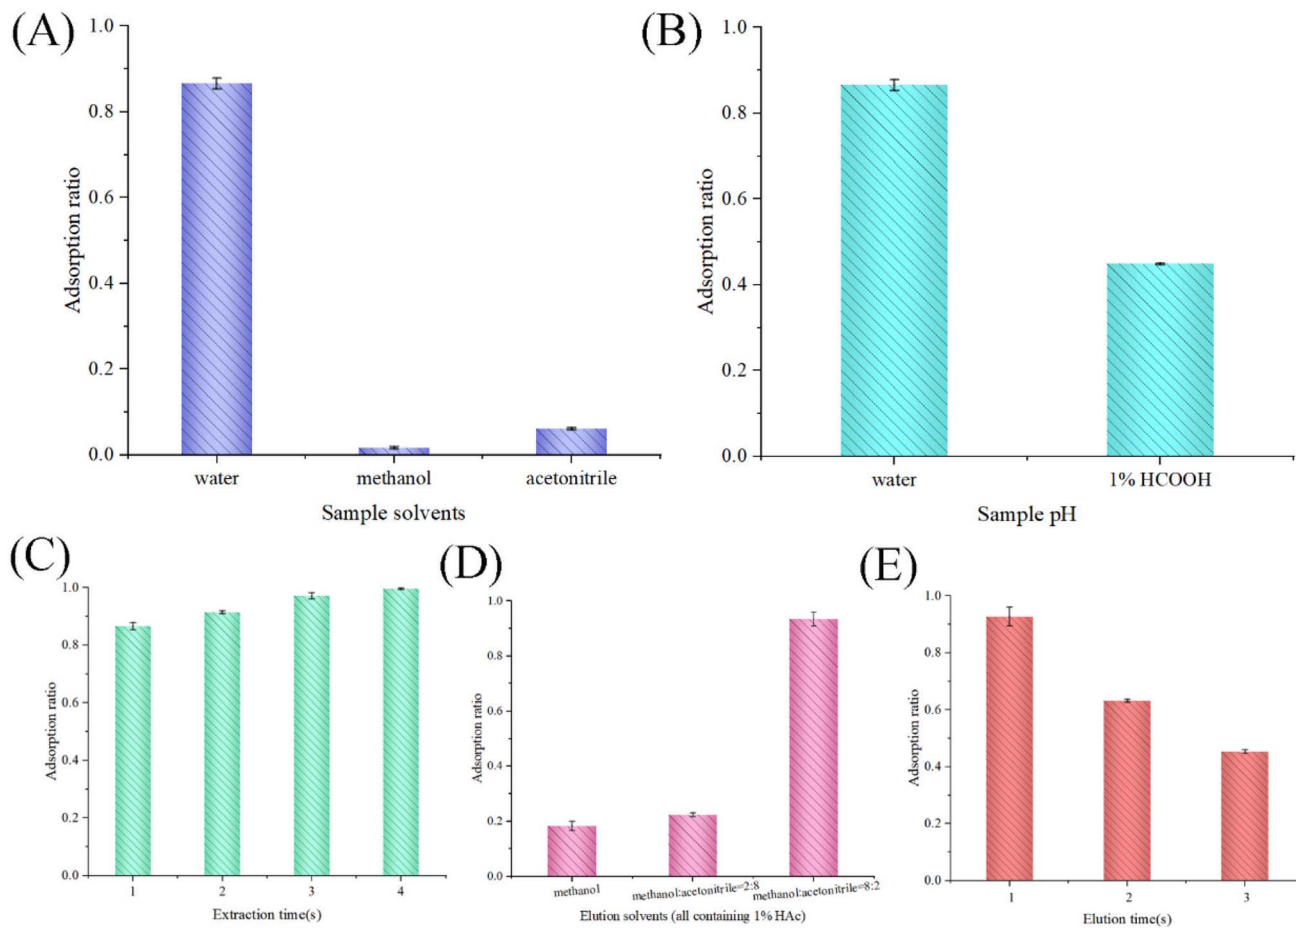 (A)
1.0
0.8
0.6
0.4
0.2
0.0
Adsorption ratio
water
methanol
acetonitrile
Sample solvents
(B)
1.0
0.8
0.6
0.4
0.2
0.0
Adsorption ratio
water
1% HCOOH
Sample pH
(C)
1.0
0.8
0.6
0.4
0.2
0.0
Adsorption ratio
1
2
3
4
Extraction time(s)
(D)
1.0
0.8
0.6
0.4
0.2
0.0
Adsorption ratio
methanol
methanol:acetonitrile=2:8
methanol:acetonitrile=8:2
Elution solvents (all containing 1% HAc)
(E)
1.0
0.8
0.6
0.4
0.2
0.0
Adsorption ratio
1
2
3
Elution time(s)